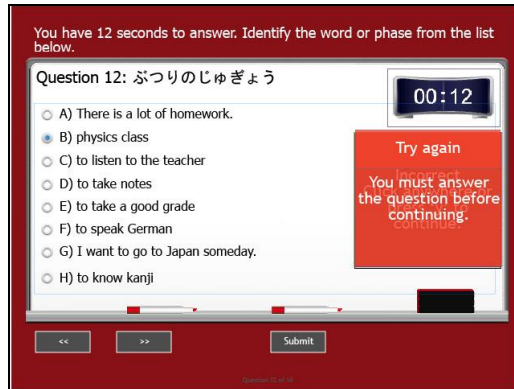 You have 12 seconds to answer. Identify the word or phase from the list
below.
Question 12: ぶつりのじゅぎょう
00:12
A) There is a lot of homework.
B) physics class
C) to listen to the teacher
D) to take notes
E) to take a good grade
F) to speak German
G) I want to go to Japan someday.
H) to know kanji
Try again
Incorrect
You must answer
the question before
continuing.
<<
>>
Submit